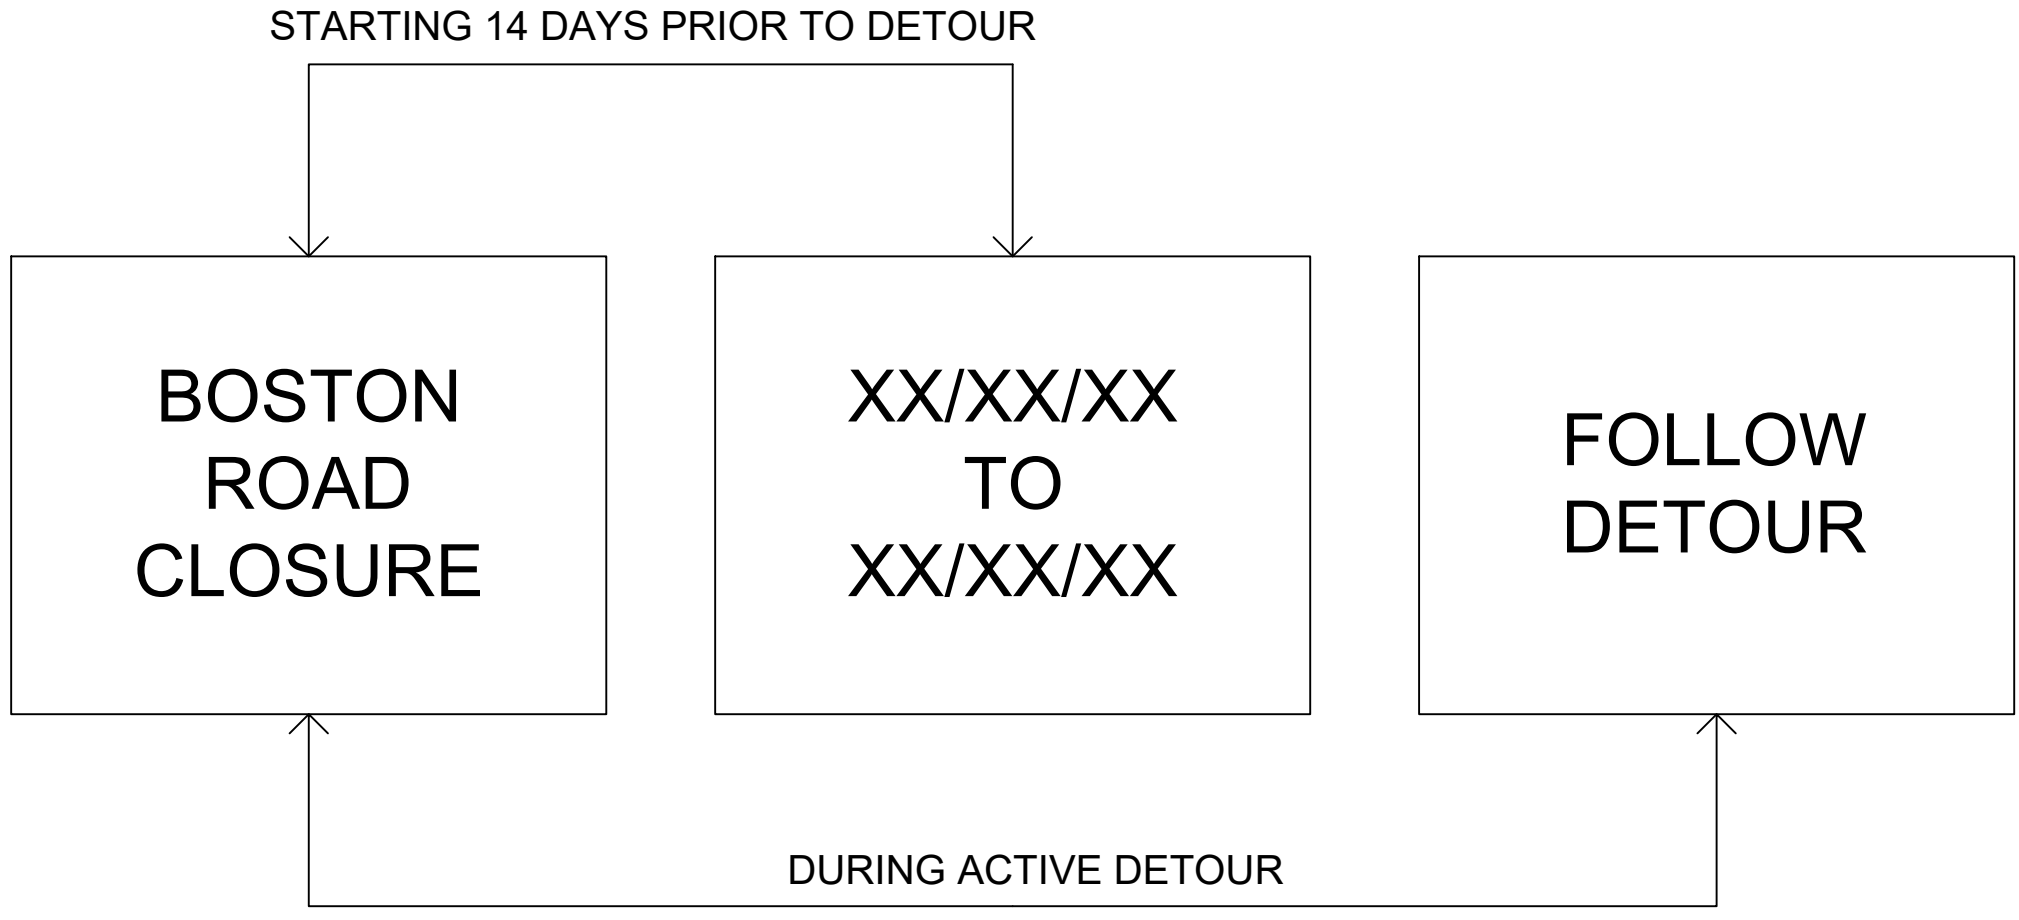 STARTING 14 DAYS PRIOR TO DETOUR
BOSTON
ROAD
CLOSURE
XX/XX/XX
TO
XX/XX/XX
FOLLOW
DETOUR
DURING ACTIVE DETOUR